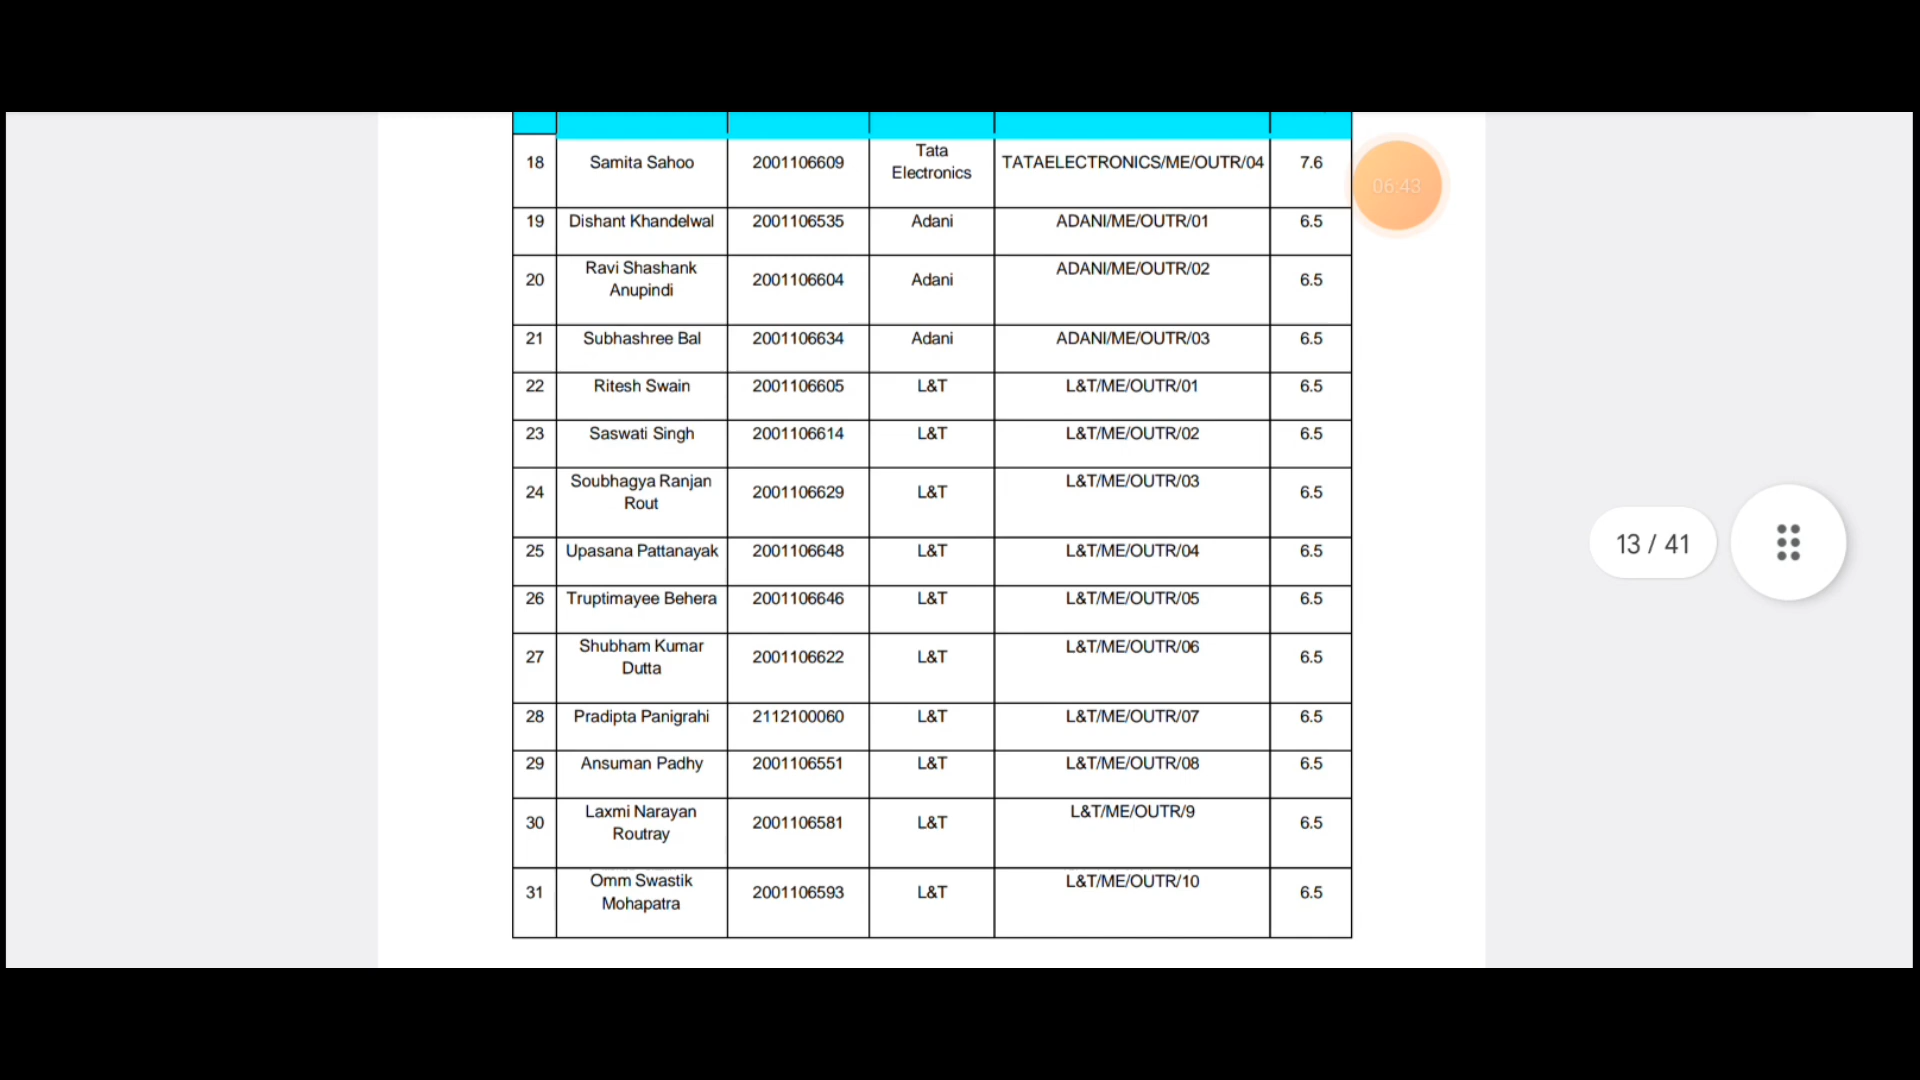 18 Samita Sahoo 2001106609 Tata Electronics TATAELECTRONICS/ME/OUTR/04 7.6
06:43
19 Dishant Khandelwal 2001106535 Adani ADANI/ME/OUTR/01 6.5
20 Ravi Shashank Anupindi 2001106604 Adani ADANI/ME/OUTR/02 6.5
21 Subhashree Bal 2001106634 Adani ADANI/ME/OUTR/03 6.5
22 Ritesh Swain 2001106605 L&T L&T/ME/OUTR/01 6.5
23 Saswati Singh 2001106614 L&T L&T/ME/OUTR/02 6.5
24 Soubhagya Ranjan Rout 2001106629 L&T L&T/ME/OUTR/03 6.5
13 / 41
25 Upasana Pattanayak 2001106648 L&T L&T/ME/OUTR/04 6.5
26 Truptimayee Behera 2001106646 L&T L&T/ME/OUTR/05 6.5
27 Shubham Kumar Dutta 2001106622 L&T L&T/ME/OUTR/06 6.5
28 Pradipta Panigrahi 2112100060 L&T L&T/ME/OUTR/07 6.5
29 Ansuman Padhy 2001106551 L&T L&T/ME/OUTR/08 6.5
30 Laxmi Narayan Routray 2001106581 L&T L&T/ME/OUTR/9 6.5
31 Omm Swastik Mohapatra 2001106593 L&T L&T/ME/OUTR/10 6.5